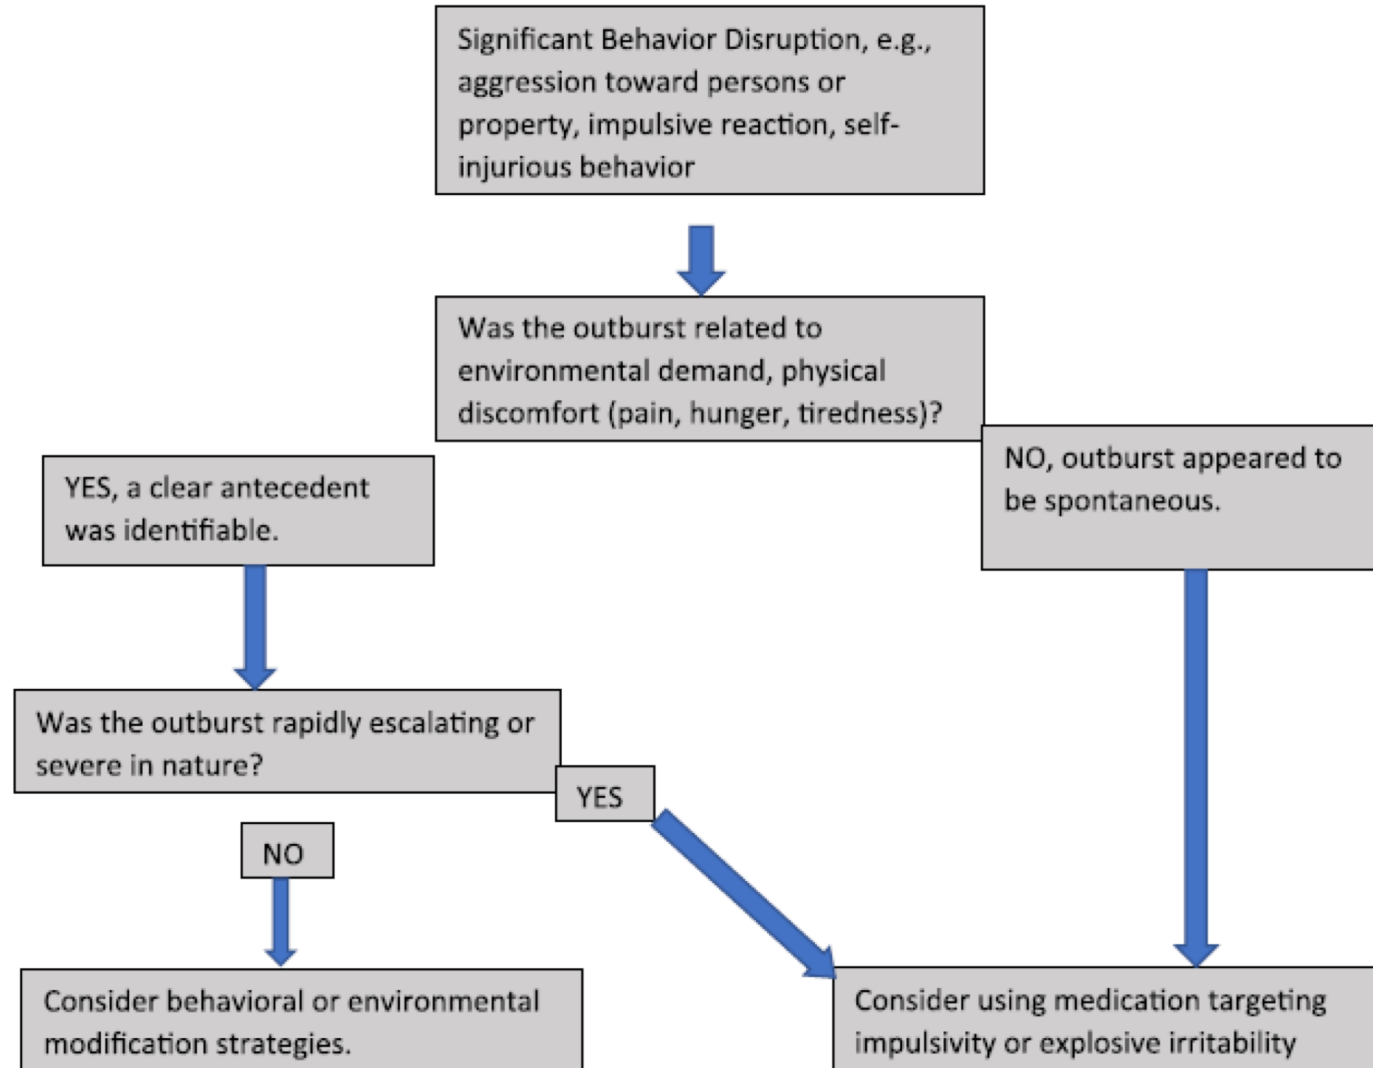 Significant Behavior Disruption, e.g.,
aggression toward persons or
property, impulsive reaction, self-
injurious behavior
Was the outburst related to
environmental demand, physical
discomfort (pain, hunger, tiredness)?
YES, a clear antecedent
was identifiable.
NO, outburst appeared to
be spontaneous.
Was the outburst rapidly escalating or
severe in nature?
YES
NO
Consider behavioral or environmental
modification strategies.
Consider using medication targeting
impulsivity or explosive irritability